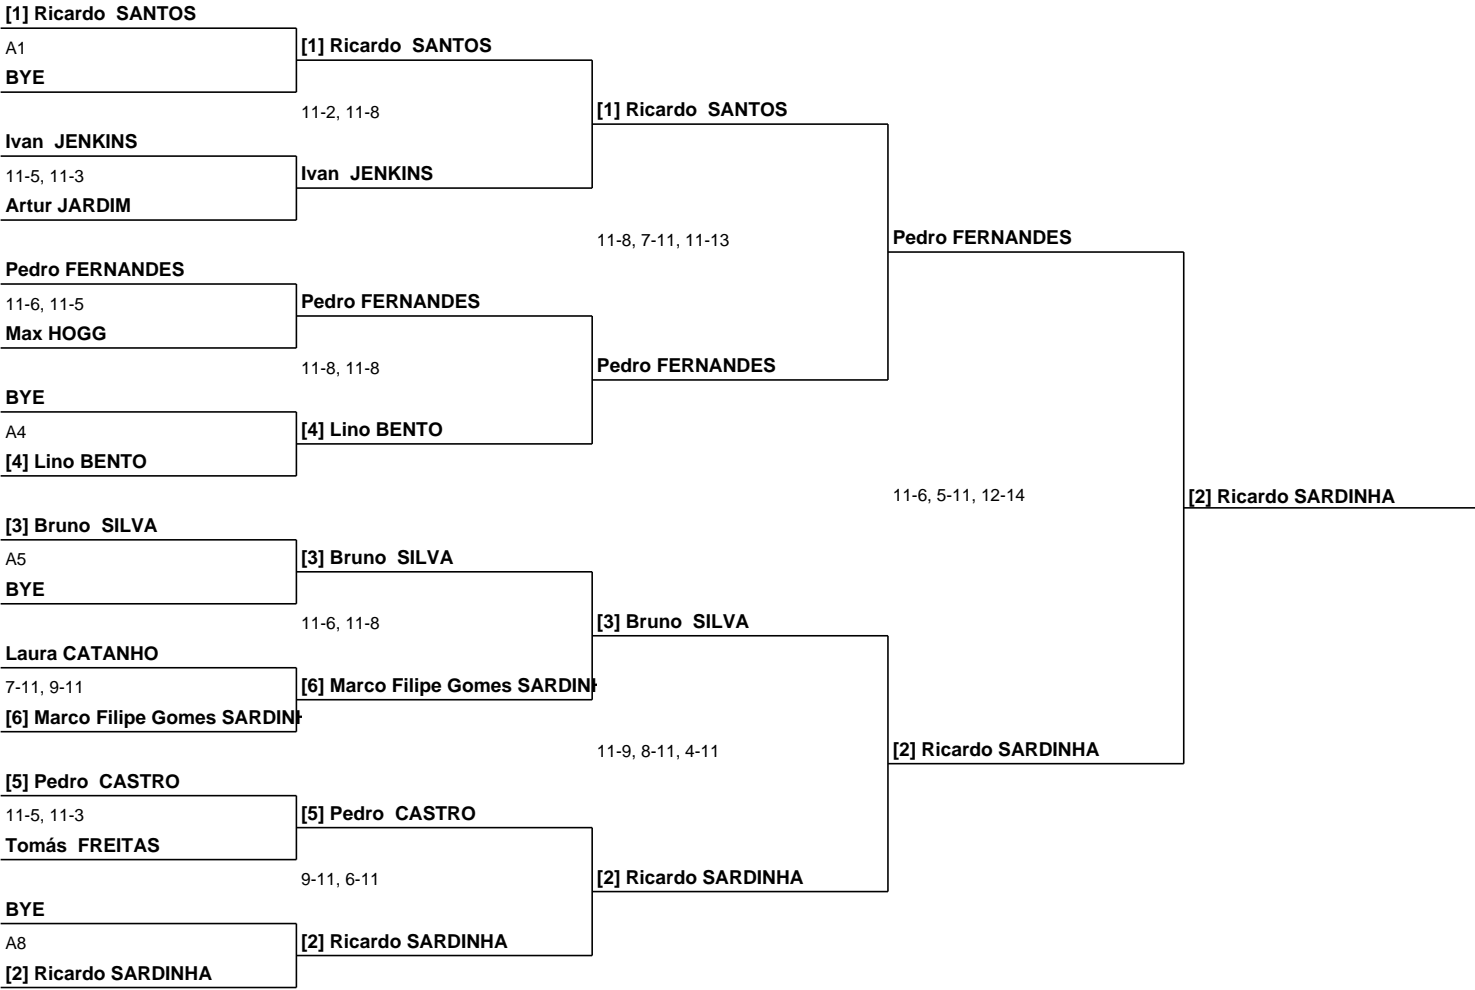 [1] Ricardo SANTOS
A1
BYE
[1] Ricardo SANTOS
11-2, 11-8
[1] Ricardo SANTOS
Ivan JENKINS
11-5, 11-3
Artur JARDIM
Ivan JENKINS
11-8, 7-11, 11-13
Pedro FERNANDES
Pedro FERNANDES
11-6, 11-5
Max HOGG
Pedro FERNANDES
11-8, 11-8
Pedro FERNANDES
BYE
A4
[4] Lino BENTO
[4] Lino BENTO
11-6, 5-11, 12-14
[2] Ricardo SARDINHA
[3] Bruno SILVA
A5
BYE
[3] Bruno SILVA
11-6, 11-8
[3] Bruno SILVA
Laura CATANHO
7-11, 9-11
[6] Marco Filipe Gomes SARDIN
[6] Marco Filipe Gomes SARDIN
11-9, 8-11, 4-11
[2] Ricardo SARDINHA
[5] Pedro CASTRO
11-5, 11-3
Tomás FREITAS
[5] Pedro CASTRO
9-11, 6-11
[2] Ricardo SARDINHA
BYE
A8
[2] Ricardo SARDINHA
[2] Ricardo SARDINHA